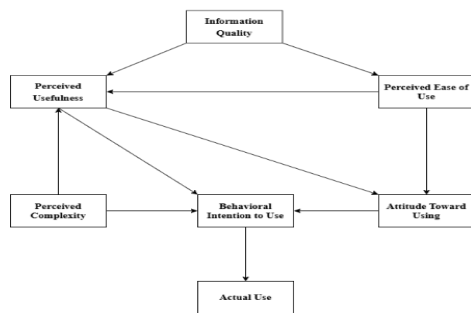 Information
Quality
Perceived
Usefulness
Perceived Ease of
Use
Perceived
Complexity
Behavioral
Intention to Use
Attitude Toward
Using
Actual Use